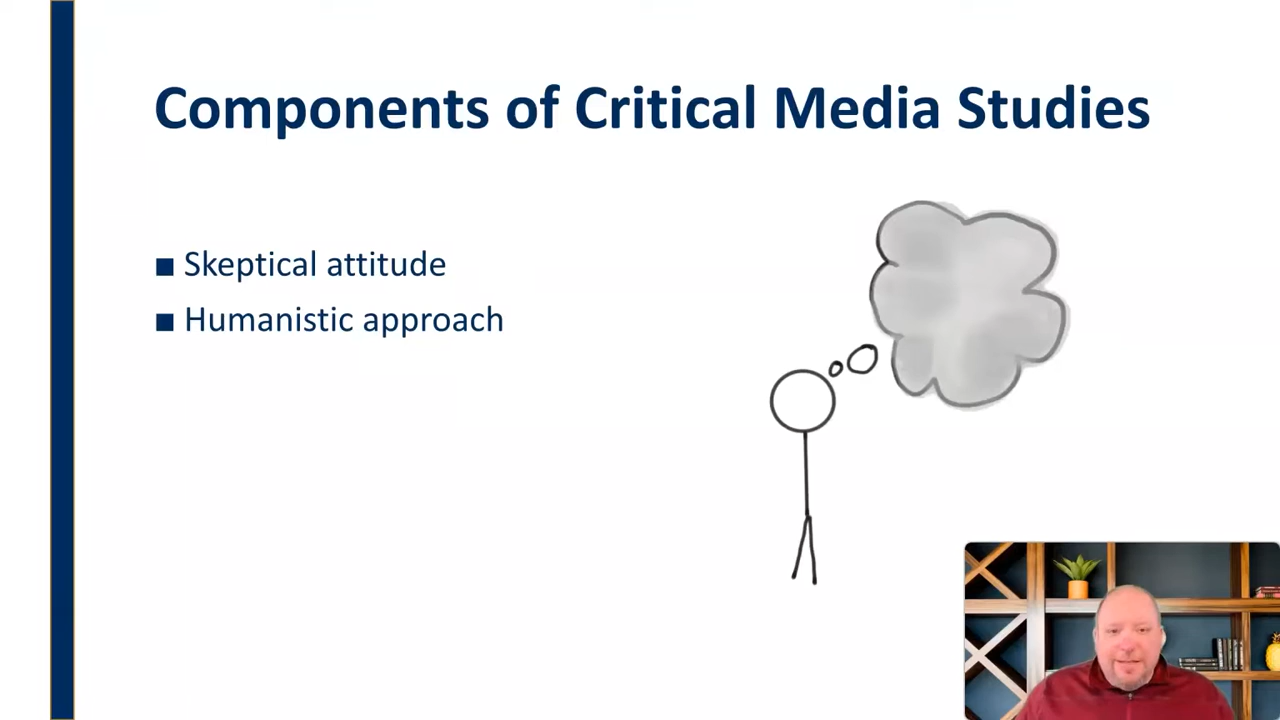 Components of Critical Media Studies
■ Skeptical attitude
■ Humanistic approach